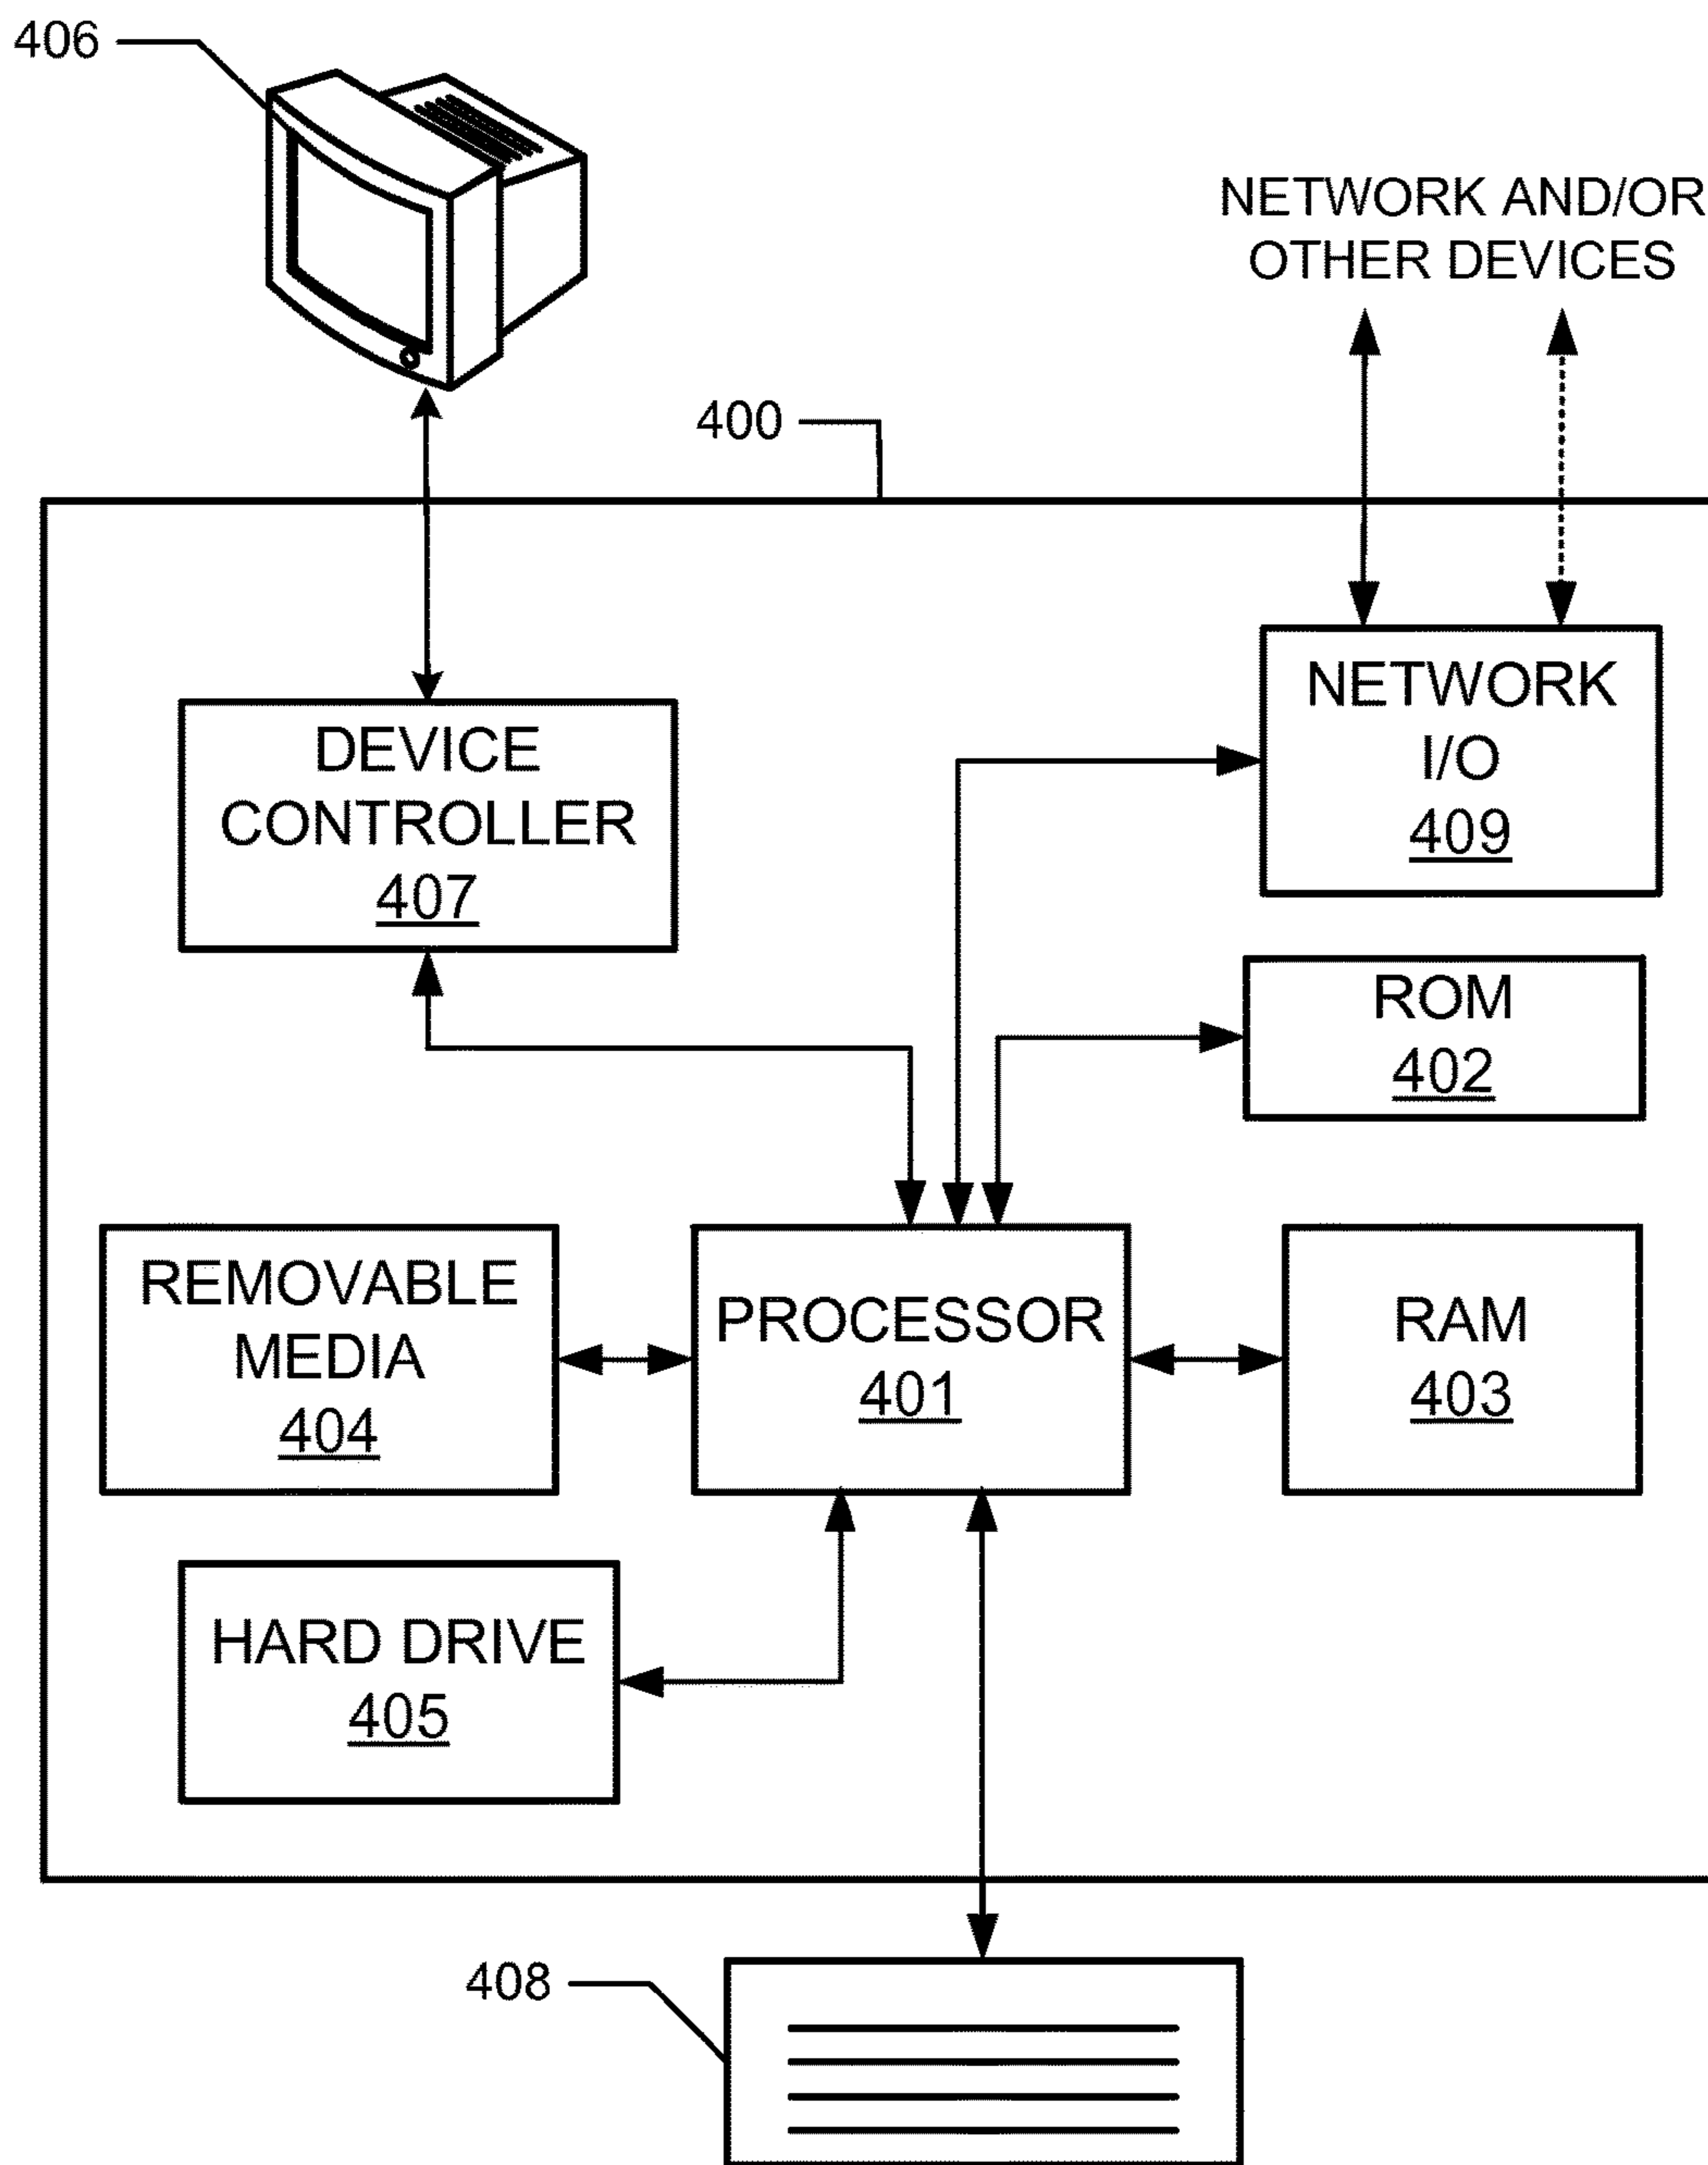 406
NETWORK AND/OR
OTHER DEVICES
400
DEVICE
CONTROLLER
407
NETWORK
I/O
409
ROM
402
REMOVABLE
MEDIA
404
PROCESSOR
401
RAM
403
HARD DRIVE
405
408